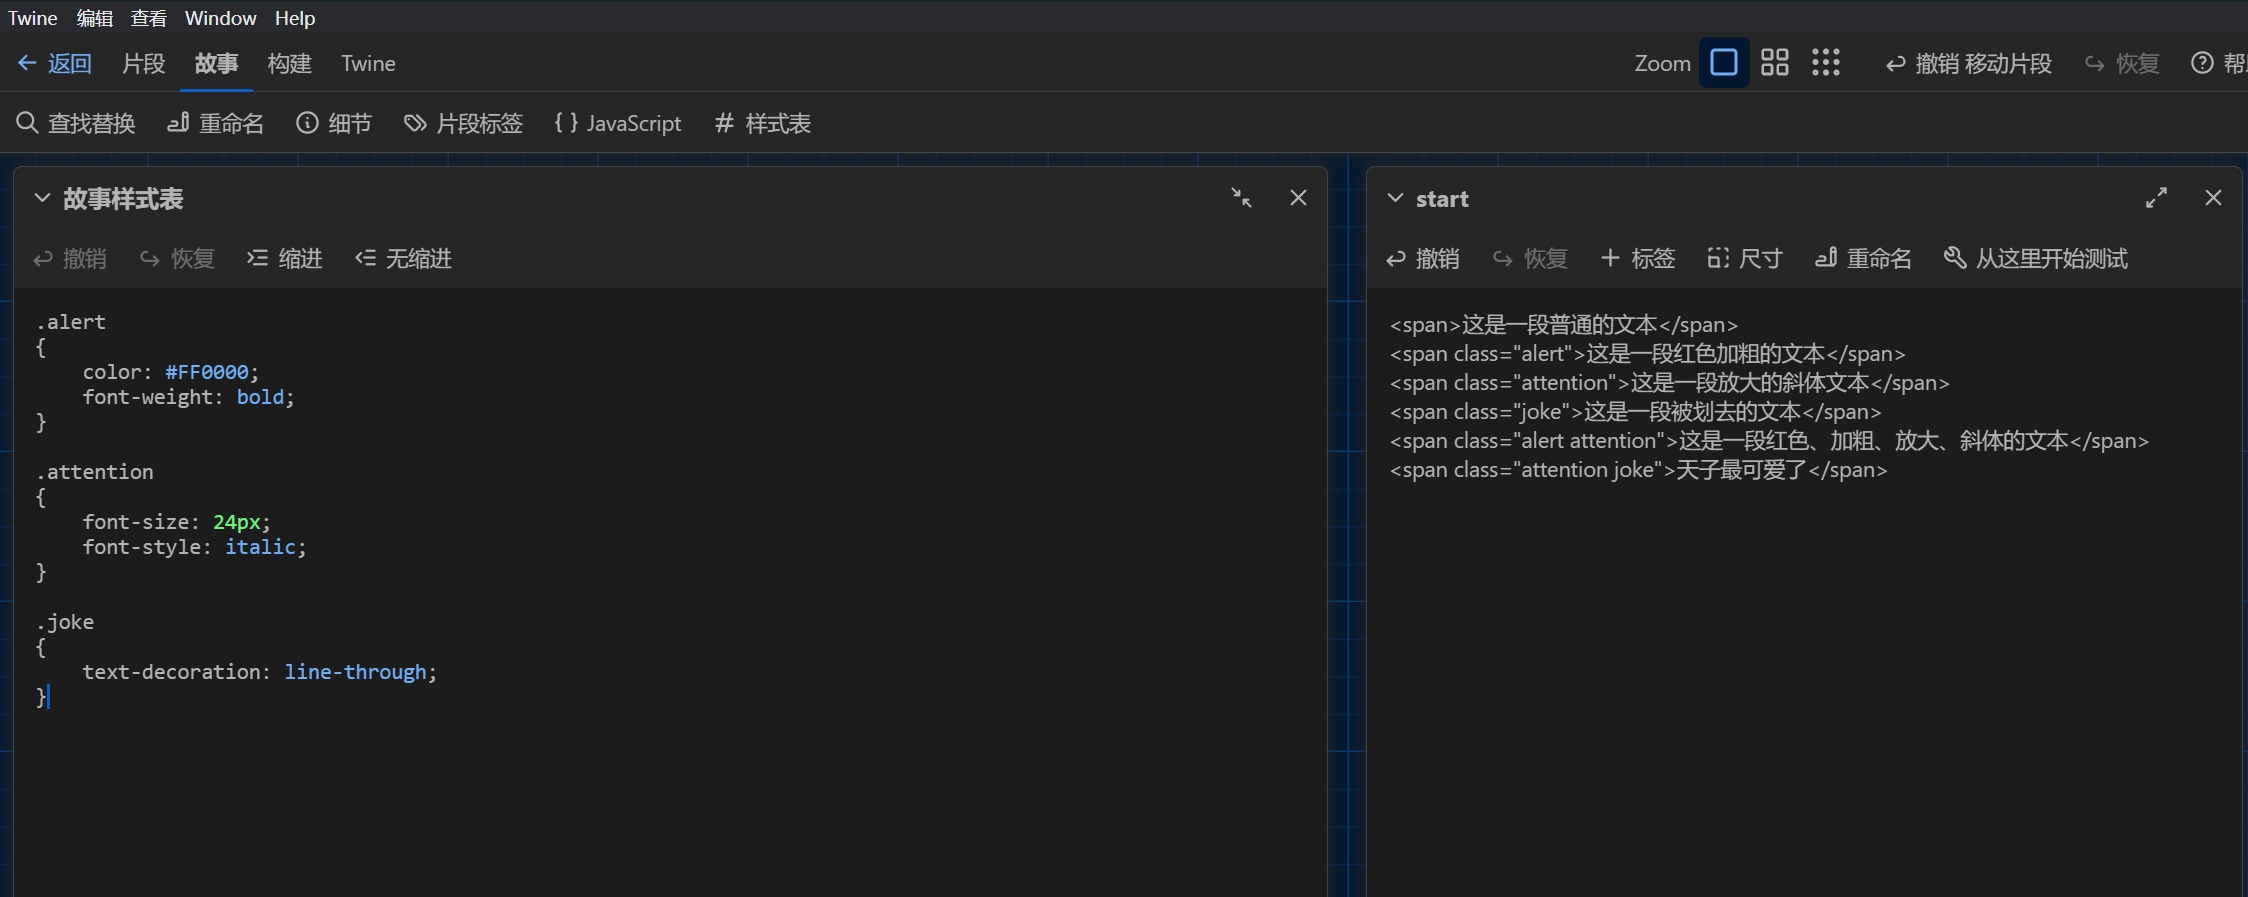 Twine 编辑 查看 Window Help
返回 片段 故事 构建 Twine Zoom 撤销 移动片段 恢复
查找替换 重命名 细节 片段标签 { } JavaScript # 样式表
故事样式表
撤销 恢复 缩进 无缩进
.alert
{
    color: #FF0000;
    font-weight: bold;
}
.attention
{
    font-size: 24px;
    font-style: italic;
}
.joke
{
    text-decoration: line-through;
}
start
撤销 恢复 + 标签 尺寸 重命名 从这里开始测试
<span>这是一段普通的文本</span>
<span class="alert">这是一段红色加粗的文本</span>
<span class="attention">这是一段放大的斜体文本</span>
<span class="joke">这是一段被划去的文本</span>
<span class="alert attention">这是一段红色、加粗、放大、斜体的文本</span>
<span class="attention joke">天子最可爱了</span>